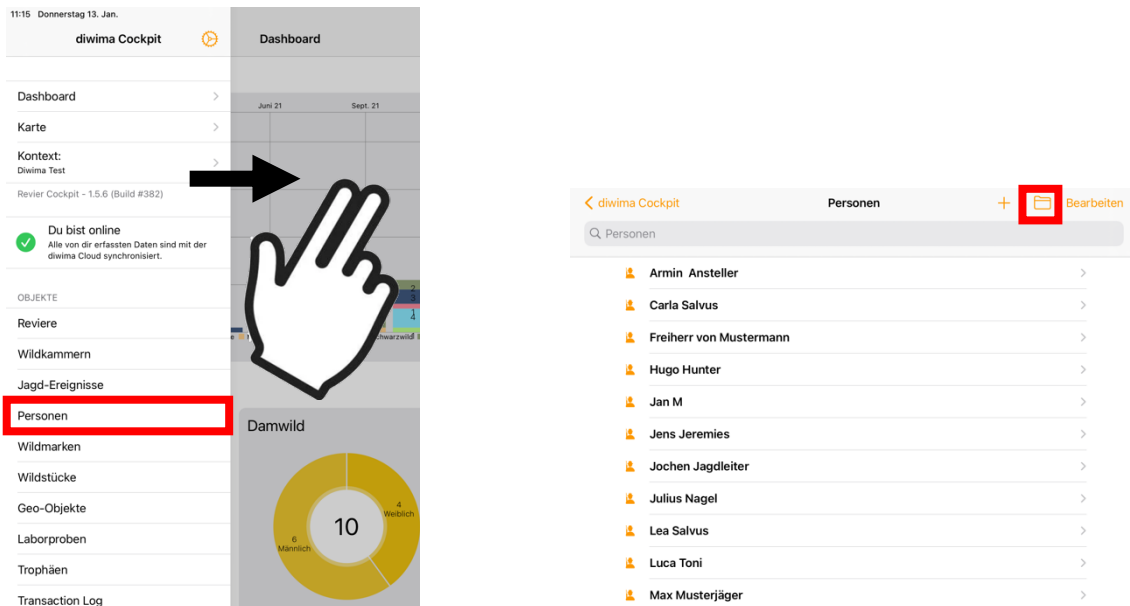 11:15 Donnerstag 13. Jan.
diwima Cockpit
Dashboard
Dashboard
Karte
Kontext:
Diwima Test
Revier Cockpit - 1.5.6 (Build #382)
Du bist online
Alle von dir erfassten Daten sind mit der
diwima Cloud synchronisiert.
OBJEKTE
Reviere
Wildkammern
Jagd-Ereignisse
Personen
Wildmarken
Wildstücke
Geo-Objekte
Laborproben
Trophäen
Transaction Log
Juni 21 Sept. 21
2
3
1
4
Damwild
4
Weiblich
10
6
Männlich
diwima Cockpit Personen + Bearbeiten
Personen
Armin Ansteller
Carla Salvus
Freiherr von Mustermann
Hugo Hunter
Jan M
Jens Jeremies
Jochen Jagdleiter
Julius Nagel
Lea Salvus
Luca Toni
Max Musterjäger